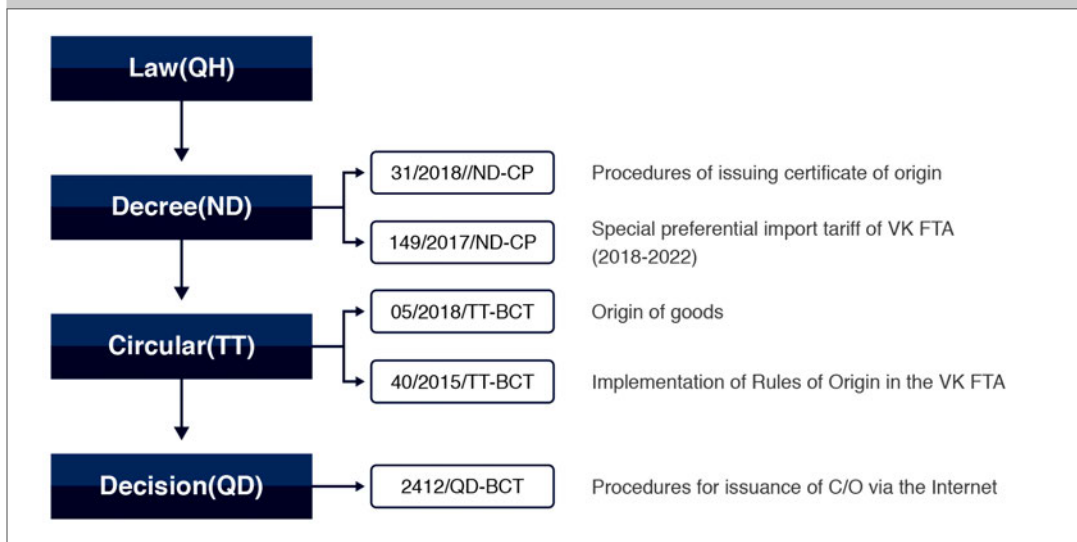 Law(QH)
Decree(ND)
31/2018//ND-CP
Procedures of issuing certificate of origin
149/2017/ND-CP
Special preferential import tariff of VK FTA
(2018-2022)
Circular(TT)
05/2018/TT-BCT
Origin of goods
40/2015/TT-BCT
Implementation of Rules of Origin in the VK FTA
Decision(QD)
2412/QD-BCT
Procedures for issuance of C/O via the Internet